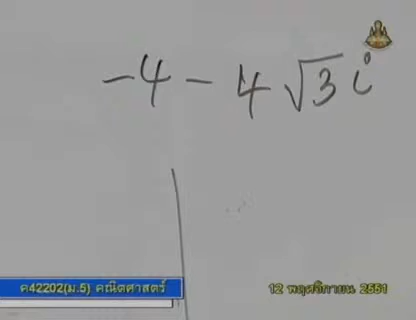 -4 - 4√3 i
ค42202(ม.5) คณิตศาสตร์
12 พฤศจิกายน 2551